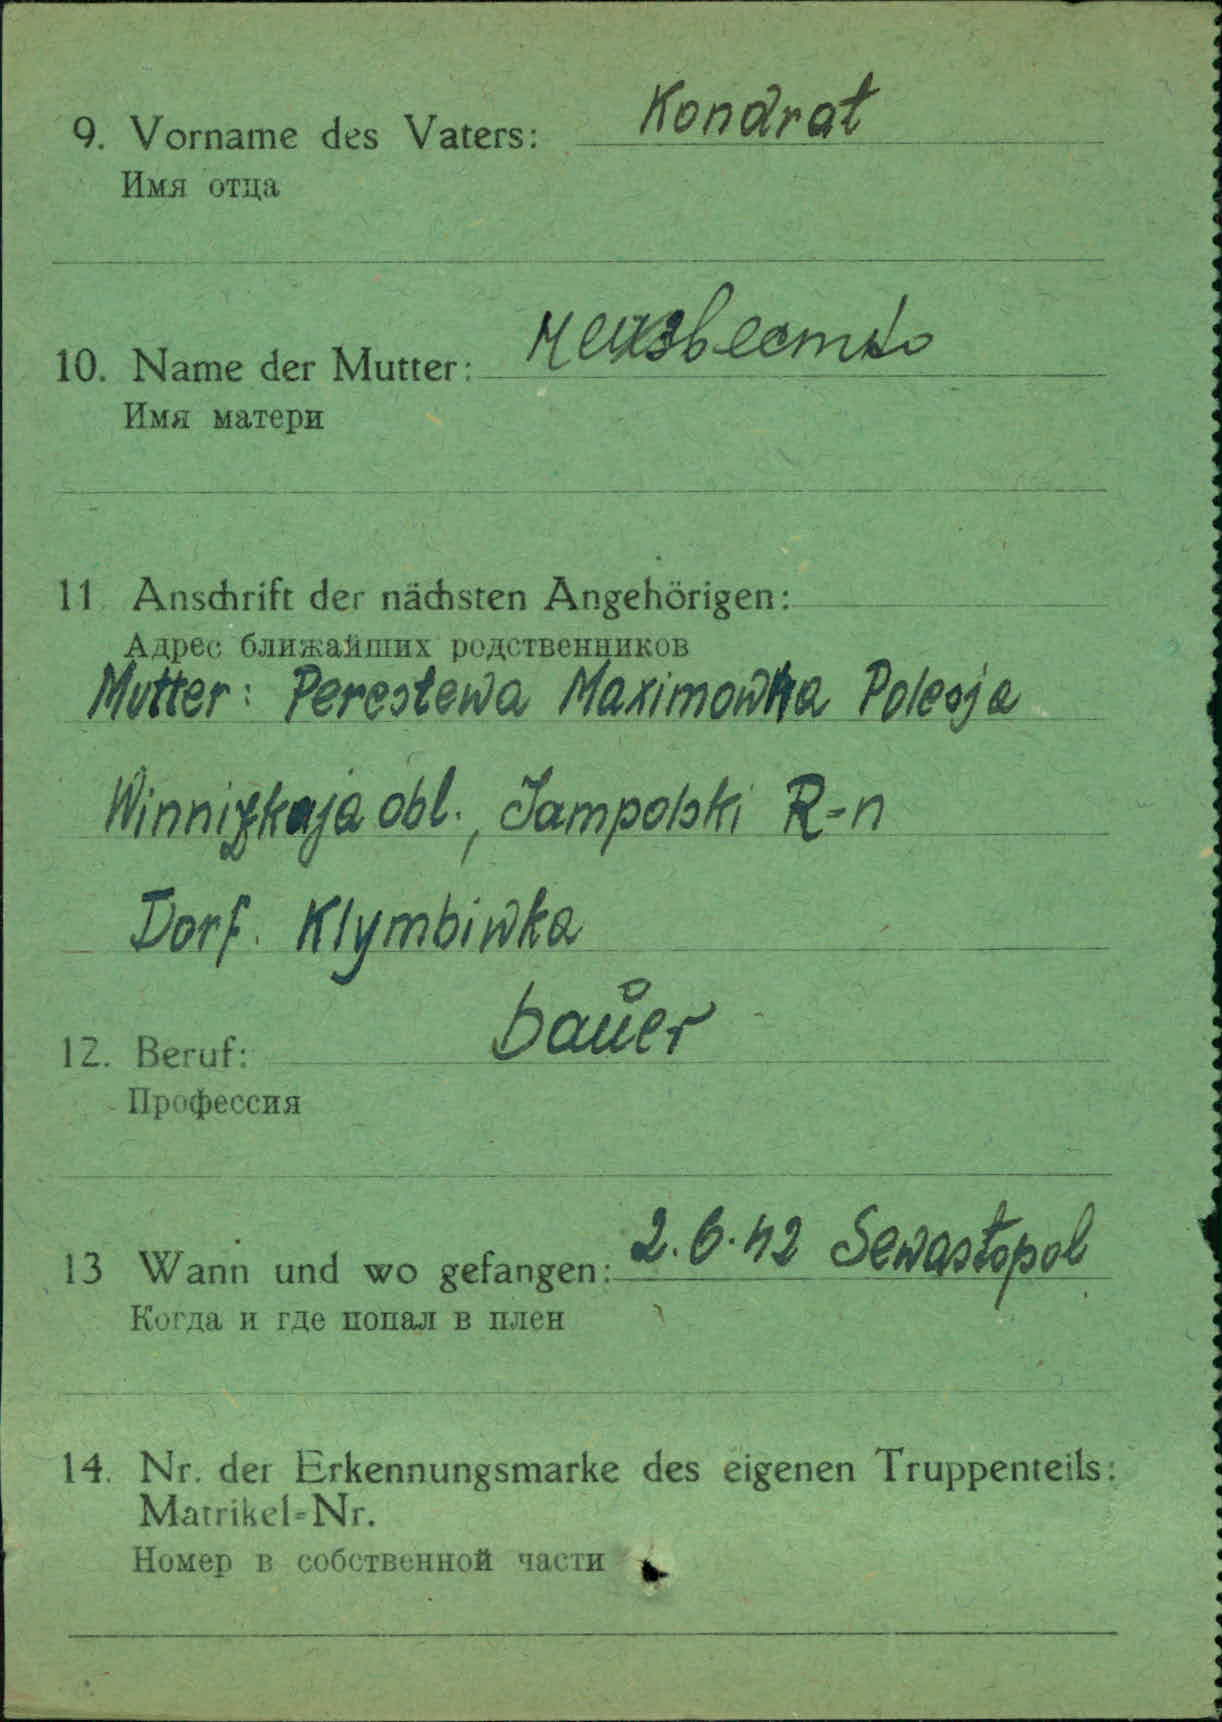 9. Vorname des Vaters: Kondrat
Имя отца
10. Name der Mutter: неизвестно
Имя матери
11. Anschrift der nächsten Angehörigen:
Адрес ближайших родственников
Mutter: Perestewa Maximowna Polesja
Winnizkaja obl., Jampolski R-n
Dorf. Klymbiwka
12. Beruf: bauer
Профессия
13 Wann und wo gefangen: 2.6.42 Sewastopol
Когда и где попал в плен
14. Nr. der Erkennungsmarke des eigenen Truppenteils:
Matrikel=Nr.
Номер в собственной части